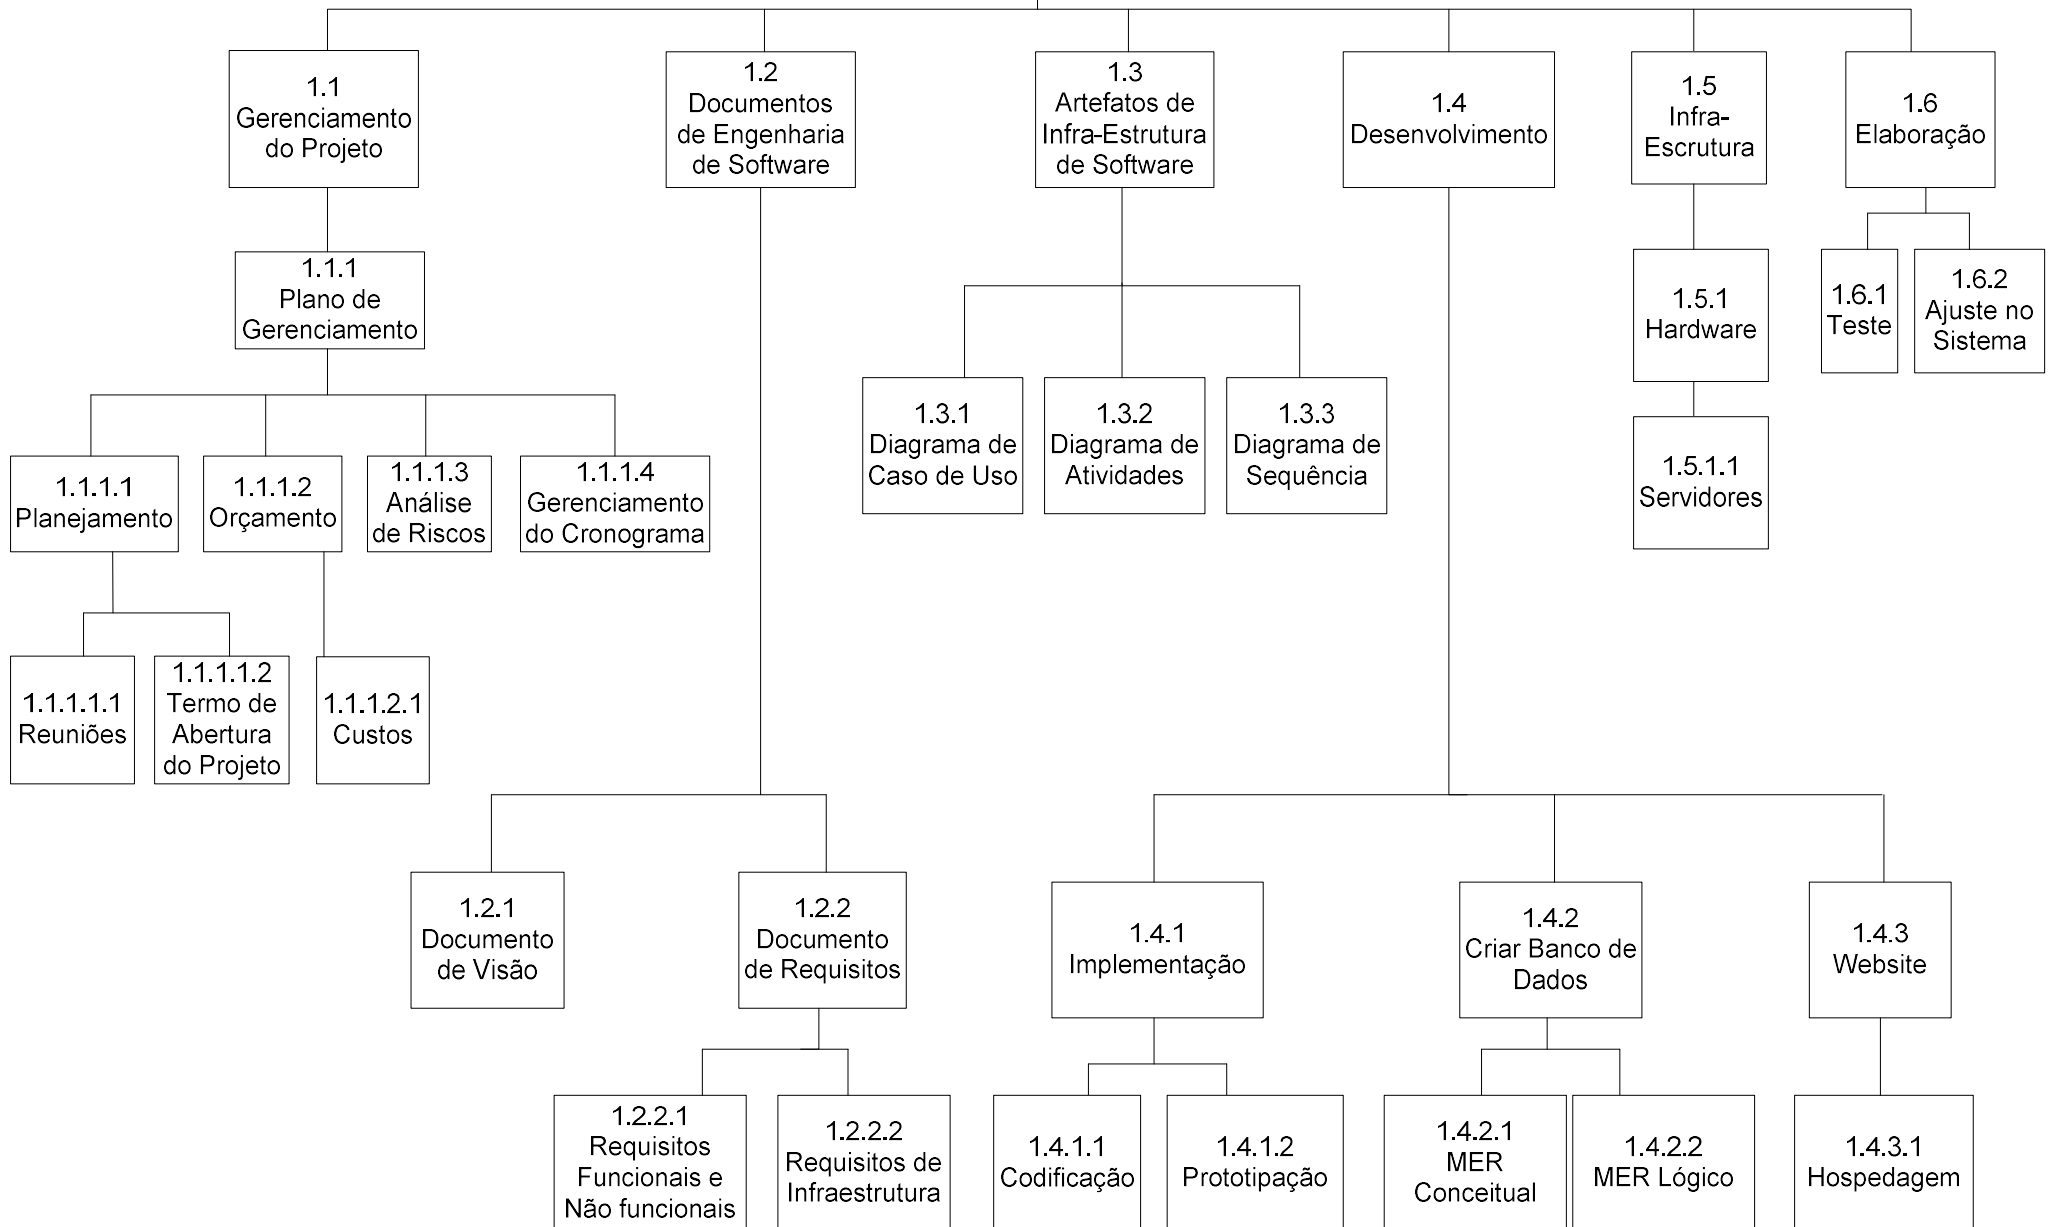 1.1
Gerenciamento
do Projeto
1.2
Documentos
de Engenharia
de Software
1.3
Artefatos de
Infra-Estrutura
de Software
1.4
Desenvolvimento
1.5
Infra-
Escrutura
1.6
Elaboração
1.1.1
Plano de
Gerenciamento
1.5.1
Hardware
1.6.1
Teste
1.6.2
Ajuste no
Sistema
1.3.1
Diagrama de
Caso de Uso
1.3.2
Diagrama de
Atividades
1.3.3
Diagrama de
Sequência
1.5.1.1
Servidores
1.1.1.1
Planejamento
1.1.1.2
Orçamento
1.1.1.3
Análise
de Riscos
1.1.1.4
Gerenciamento
do Cronograma
1.1.1.1.1
Reuniões
1.1.1.1.2
Termo de
Abertura
do Projeto
1.1.1.2.1
Custos
1.2.1
Documento
de Visão
1.2.2
Documento
de Requisitos
1.4.1
Implementação
1.4.2
Criar Banco de
Dados
1.4.3
Website
1.2.2.1
Requisitos
Funcionais e
Não funcionais
1.2.2.2
Requisitos de
Infraestrutura
1.4.1.1
Codificação
1.4.1.2
Prototipação
1.4.2.1
MER
Conceitual
1.4.2.2
MER Lógico
1.4.3.1
Hospedagem